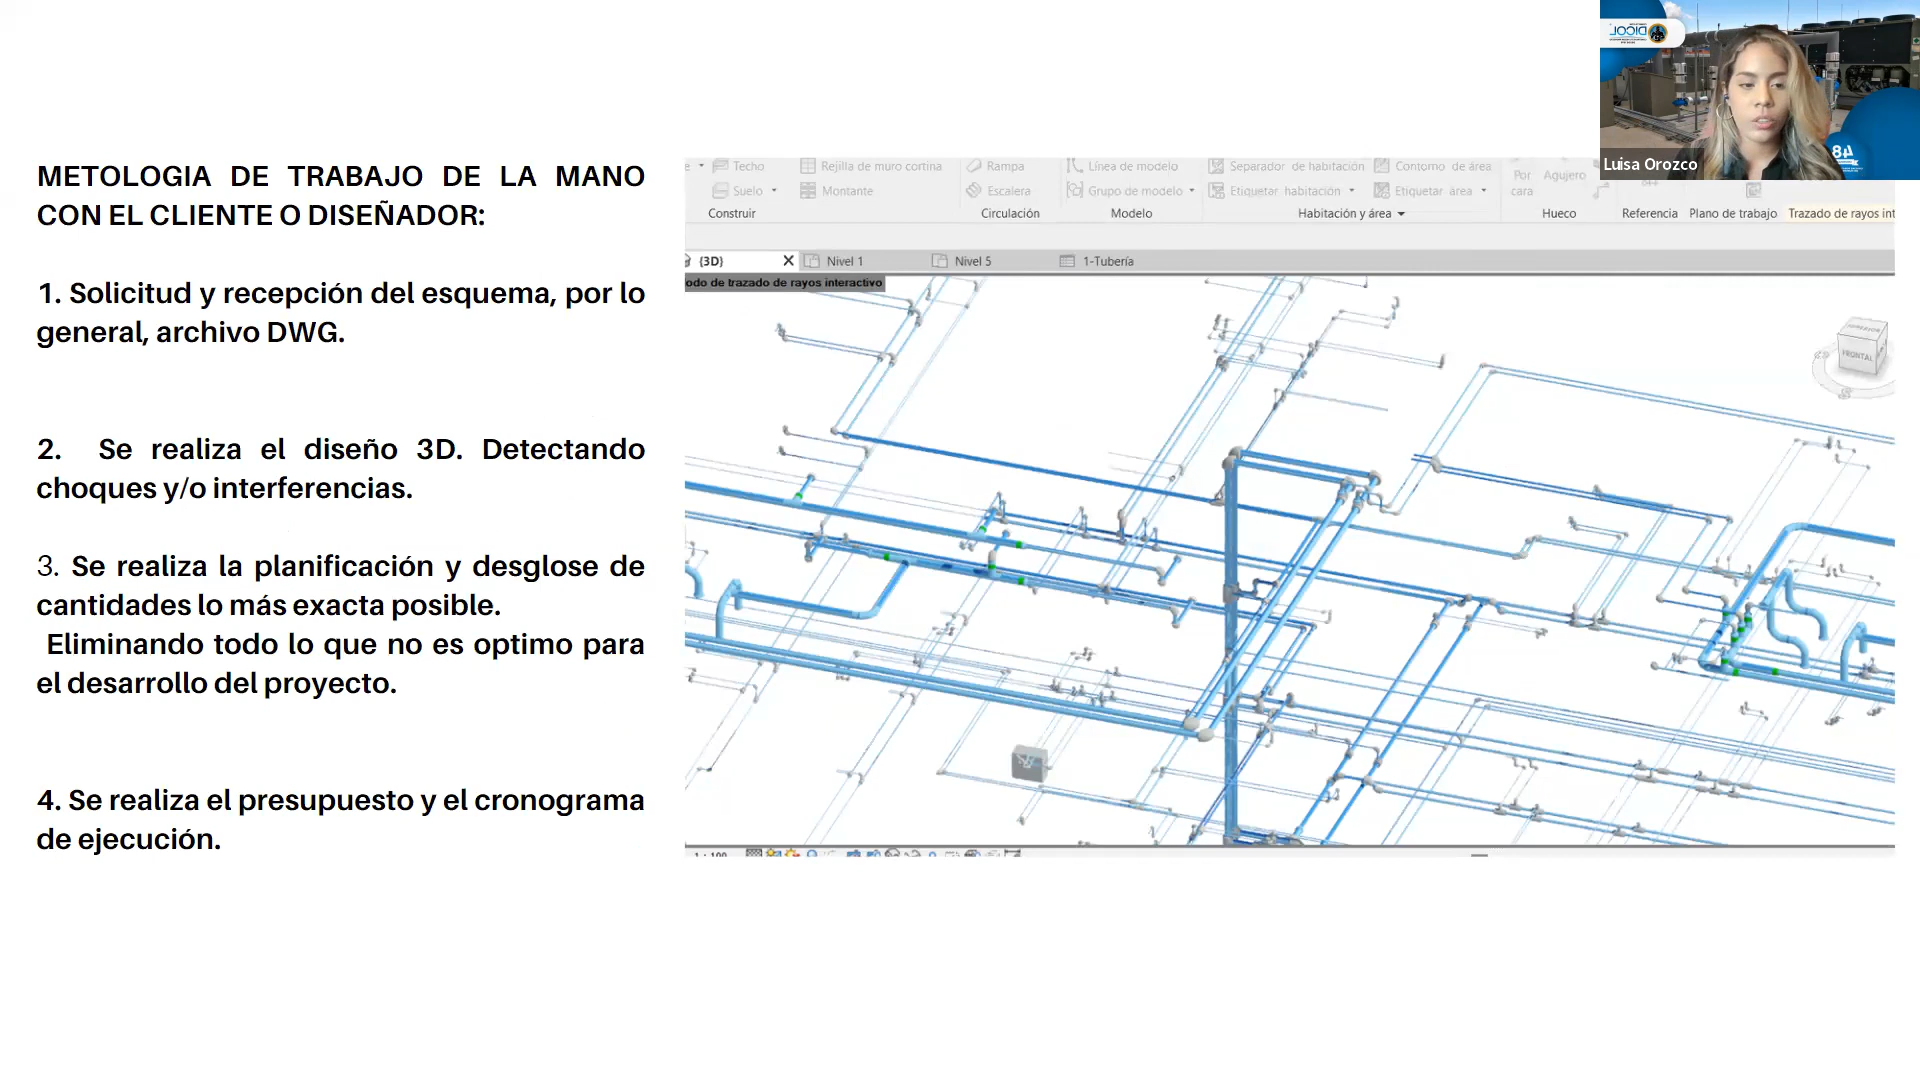 METOLOGIA DE TRABAJO DE LA MANO
CON EL CLIENTE O DISEÑADOR:
1. Solicitud y recepción del esquema, por lo
general, archivo DWG.
2. Se realiza el diseño 3D. Detectando
choques y/o interferencias.
3. Se realiza la planificación y desglose de
cantidades lo más exacta posible.
Eliminando todo lo que no es optimo para
el desarrollo del proyecto.
4. Se realiza el presupuesto y el cronograma
de ejecución.
Techo Rejilla de muro cortina Rampa Línea de modelo Separador de habitación Contorno de área
Suelo Montante Escalera Grupo de modelo Etiquetar habitación Etiquetar área Por cara Agujero
Construir Circulación Modelo Habitación y área Hueco Referencia Plano de trabajo Trazado de rayos int
{3D} Nivel 1 Nivel 5 1-Tubería
odo de trazado de rayos interactivo
SUPERIOR
FRONTAL
1 : 100
DICOL
Luisa Orozco
48